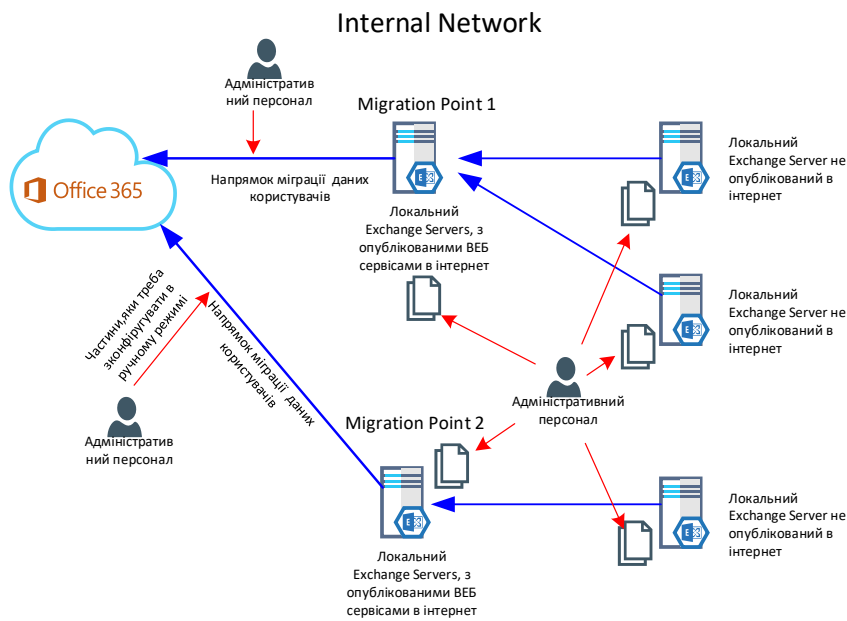 Internal Network
Адміністратив
ний персонал
Migration Point 1
Office 365
Напрямок міграції даних
користувачів
Локальний
Exchange Servers, з
опублікованими ВЕБ
сервісами в інтернет
Локальний
Exchange Server не
опублікований в
інтернет
E
E
Локальний
Exchange Server не
опублікований в
інтернет
E
Частини,яки треба
зконфіругувати в
ручному режимі
Напрямок міграції даних
користувачів
Адміністратив
ний персонал
Адміністративний
персонал
Migration Point 2
Локальний
Exchange Servers, з
опублікованими ВЕБ
сервісами в інтернет
E
Локальний
Exchange Server не
опублікований в
інтернет
E